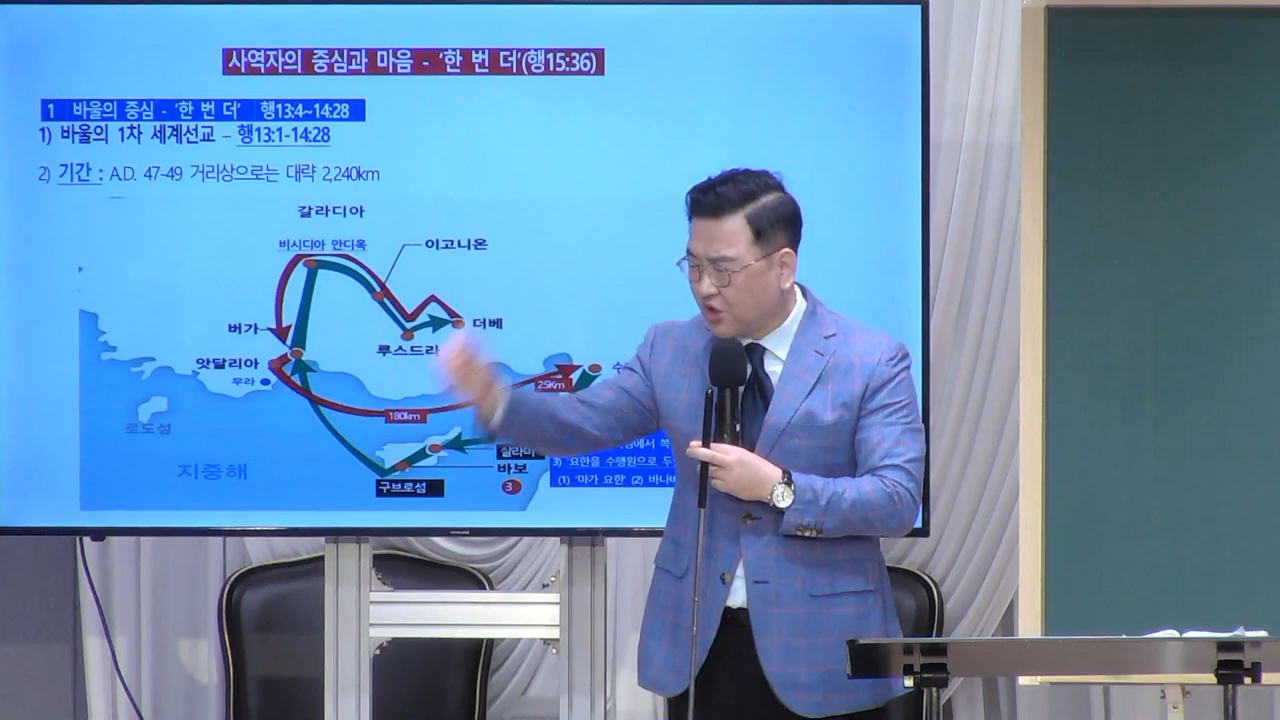 사역자의 중심과 마음 - '한 번 더'(행15:36)
1 바울의 중심 - '한 번 더' 행13:4~14:28
1) 바울의 1차 세계선교 – 행13:1-14:28
2) 기간 : A.D. 47-49 거리상으로는 대략 2,240km
갈라디아
비시디아 안디옥
이고니온
버가
더베
루스드라
앗달리아
무라
25Km
180km
로도섬
지중해
살라미
바보
구브로섬
3
3) '요한을 수행원으로
(1) '마가 요한' (2)